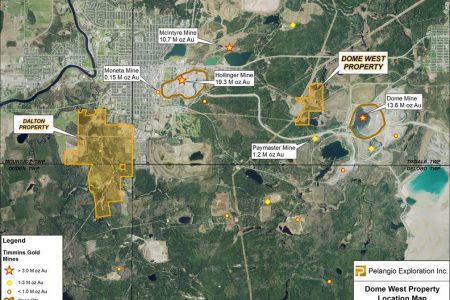 McIntyre Mine
10.7 M oz Au
Moneta Mine
0.15 M oz Au
Hollinger Mine
19.3 M oz Au
DOME WEST
PROPERTY
Dome Mine
13.6 M oz Au
DALTON
PROPERTY
Paymaster Mine
1.2 M oz Au
MOUNTJOY TWP
OGDEN TWP
TISDALE TWP
DELORO TWP
Legend
Timmins Gold
Mines
> 3.0 M oz Au
1-3 M oz Au
< 1.0 M oz Au
Pelangio Exploration Inc.
Dome West Property
Location Map